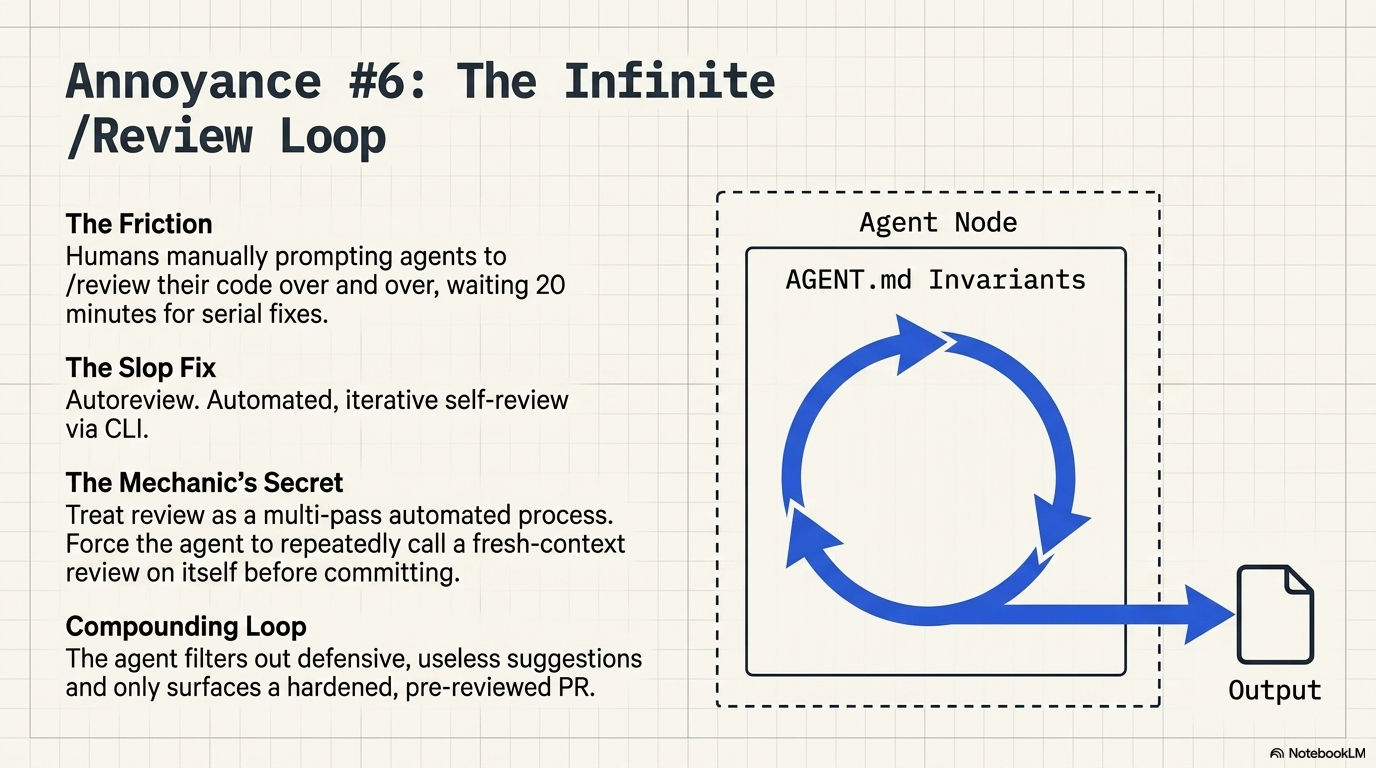 Annoyance #6: The Infinite
/Review Loop
The Friction
Humans manually prompting agents to
/review their code over and over, waiting 20
minutes for serial fixes.
The Slop Fix
Autoreview. Automated, iterative self-review
via CLI.
The Mechanic's Secret
Treat review as a multi-pass automated process.
Force the agent to repeatedly call a fresh-context
review on itself before committing.
Compounding Loop
The agent filters out defensive, useless suggestions
and only surfaces a hardened, pre-reviewed PR.
Agent Node
AGENT.md Invariants
Output
NotebookLM